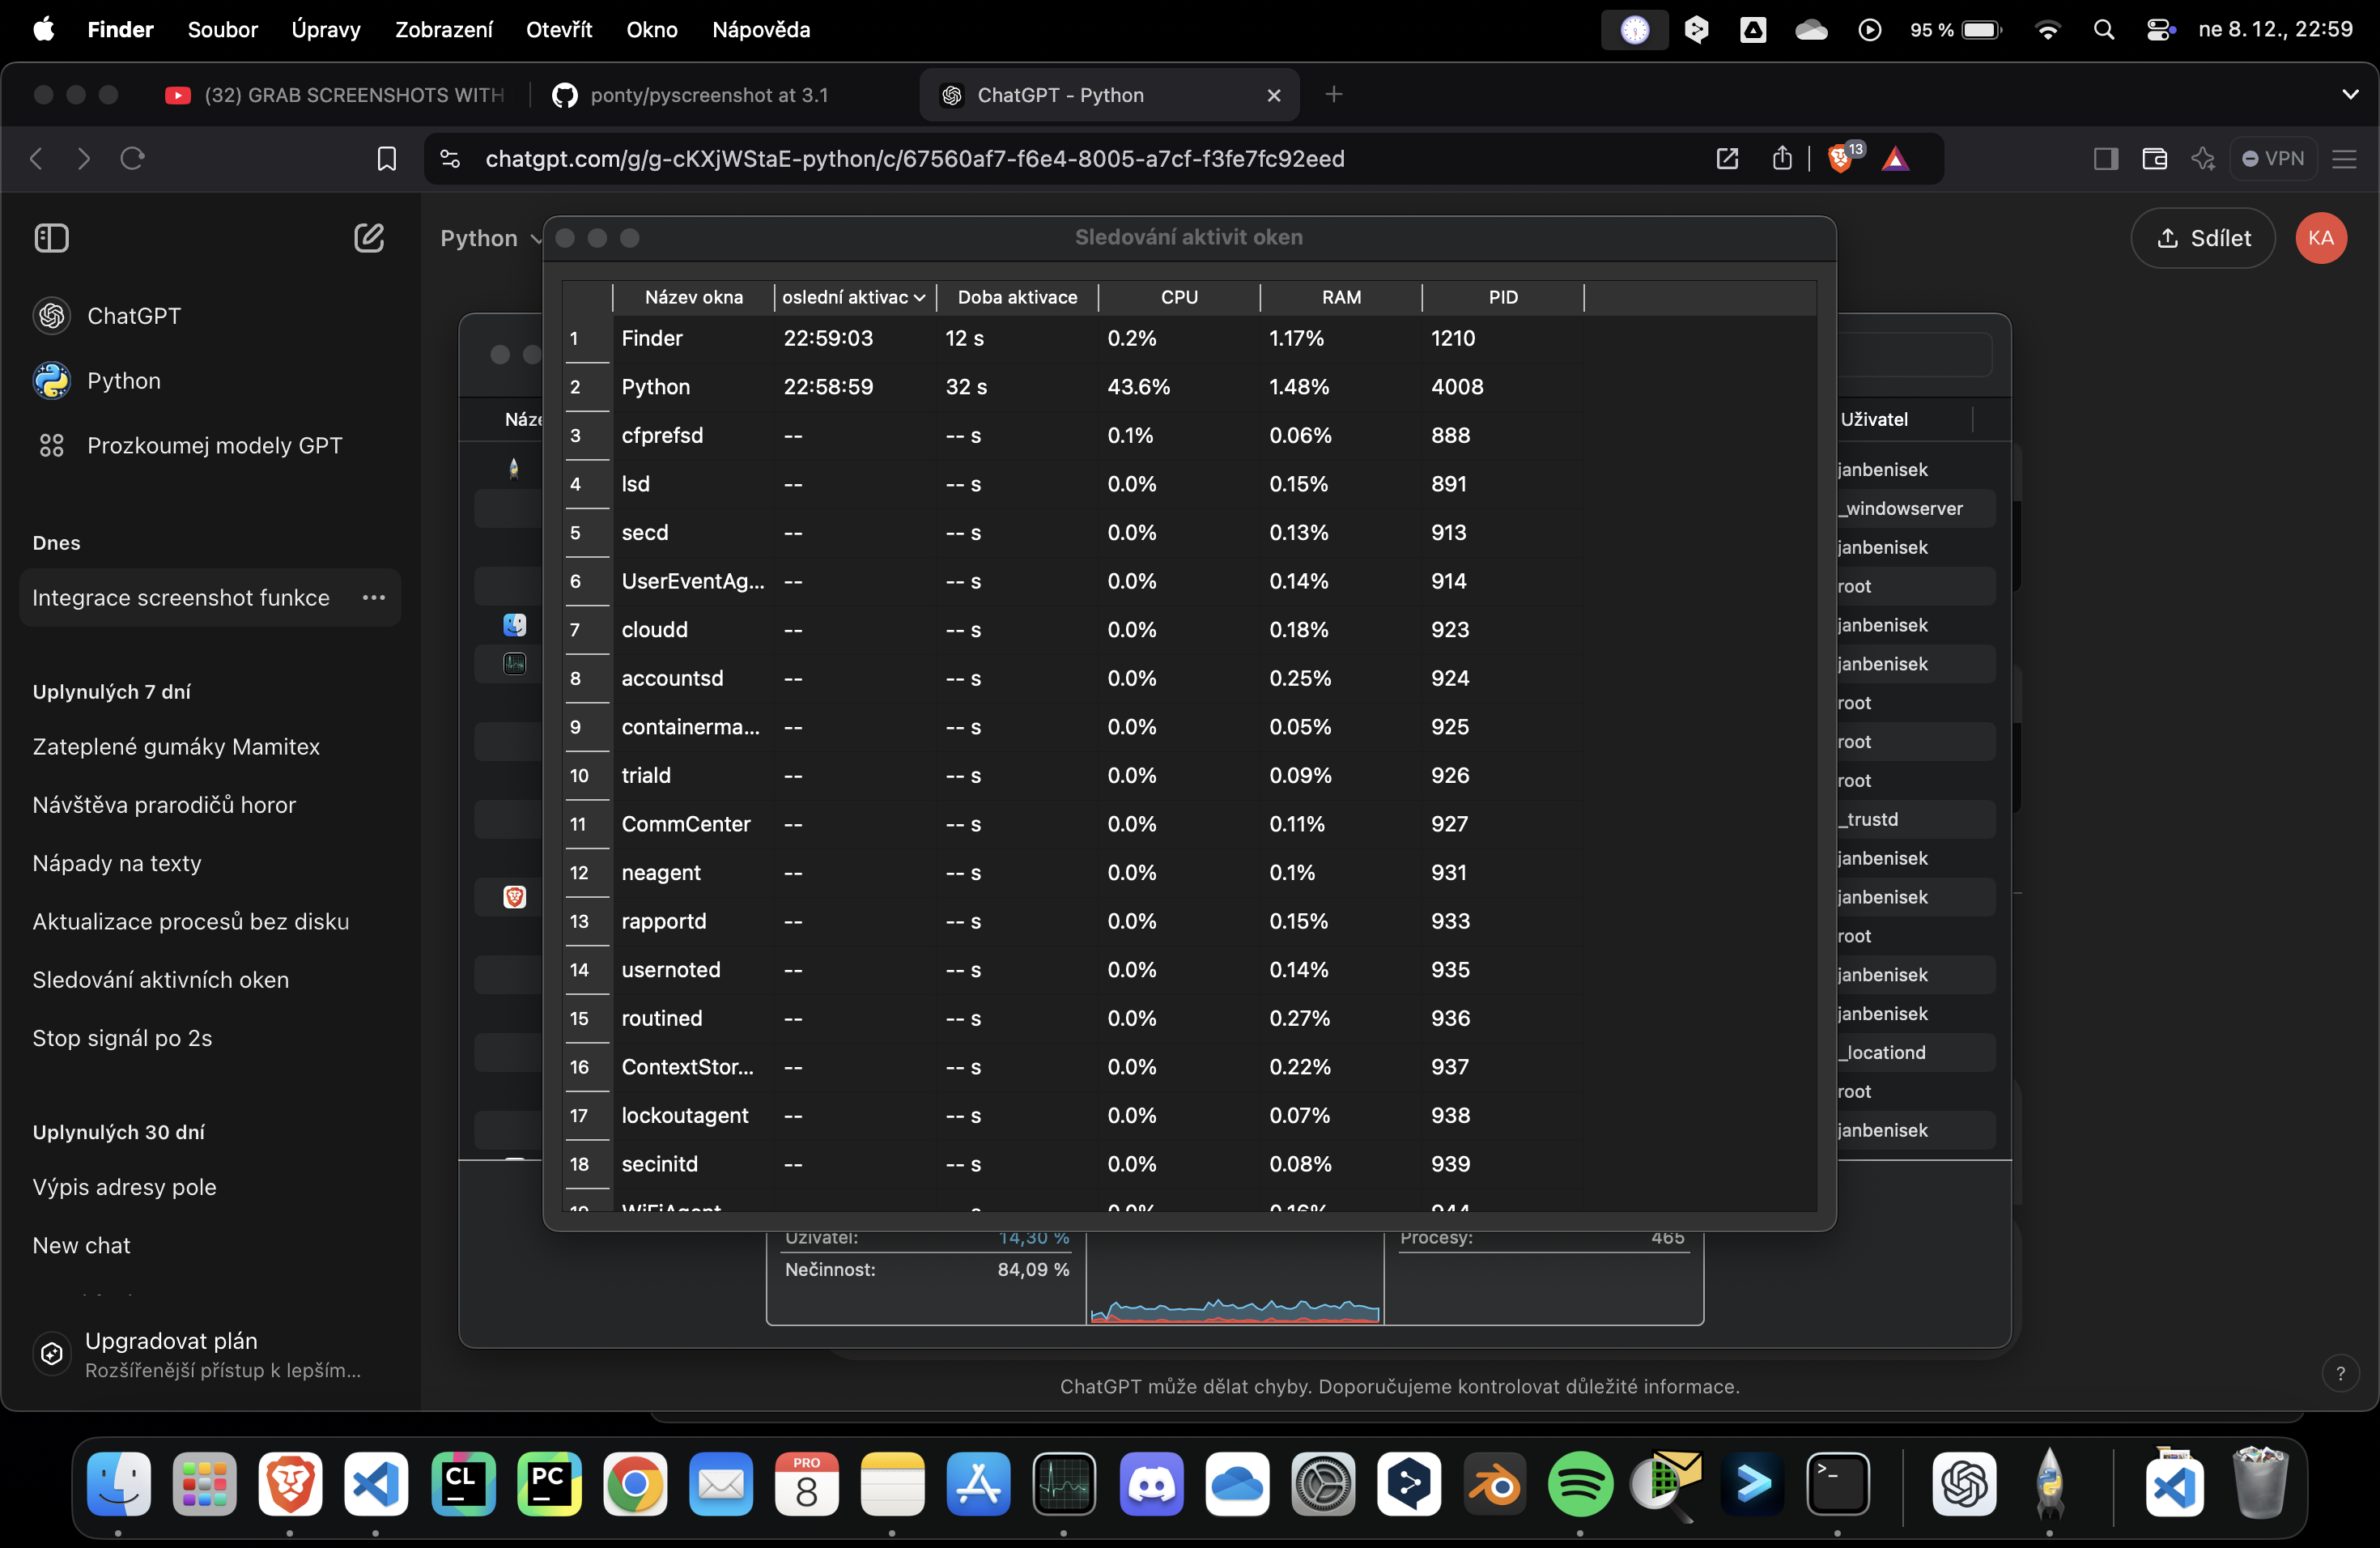 Finder Soubor Úpravy Zobrazení Otevřít Okno Nápověda 95 % ne 8. 12., 22:59
(32) GRAB SCREENSHOTS WITH ponty/pyscreenshot at 3.1 ChatGPT - Python
chatgpt.com/g/g-cKXjWStaE-python/c/67560af7-f6e4-8005-a7cf-f3fe7fc92eed 13 VPN
Python Sdílet KA
ChatGPT
Python
Prozkoumej modely GPT
Dnes
Integrace screenshot funkce
Uplynulých 7 dní
Zateplené gumáky Mamitex
Návštěva prarodičů horor
Nápady na texty
Aktualizace procesů bez disku
Sledování aktivních oken
Stop signál po 2s
Uplynulých 30 dní
Výpis adresy pole
New chat
Upgradovat plán
Rozšířenější přístup k lepším...
Sledování aktivit oken
Název okna oslední aktivac Doba aktivace CPU RAM PID
1 Finder 22:59:03 12 s 0.2% 1.17% 1210
2 Python 22:58:59 32 s 43.6% 1.48% 4008
3 cfprefsd -- -- s 0.1% 0.06% 888
4 lsd -- -- s 0.0% 0.15% 891
5 secd -- -- s 0.0% 0.13% 913
6 UserEventAg... -- -- s 0.0% 0.14% 914
7 cloudd -- -- s 0.0% 0.18% 923
8 accountsd -- -- s 0.0% 0.25% 924
9 containerma... -- -- s 0.0% 0.05% 925
10 triald -- -- s 0.0% 0.09% 926
11 CommCenter -- -- s 0.0% 0.11% 927
12 neagent -- -- s 0.0% 0.1% 931
13 rapportd -- -- s 0.0% 0.15% 933
14 usernoted -- -- s 0.0% 0.14% 935
15 routined -- -- s 0.0% 0.27% 936
16 ContextStor... -- -- s 0.0% 0.22% 937
17 lockoutagent -- -- s 0.0% 0.07% 938
18 secinitd -- -- s 0.0% 0.08% 939
19 WiFiAgent -- -- s 0.0% 0.16% 944
Náze
Uživatel
janbenisek
_windowserver
janbenisek
root
janbenisek
janbenisek
root
root
root
_trustd
janbenisek
janbenisek
root
janbenisek
janbenisek
_locationd
root
janbenisek
Uživatel: 14,30 % Procesy: 465
Nečinnost: 84,09 %
ChatGPT může dělat chyby. Doporučujeme kontrolovat důležité informace.
?
CL PC PRO 8 >_